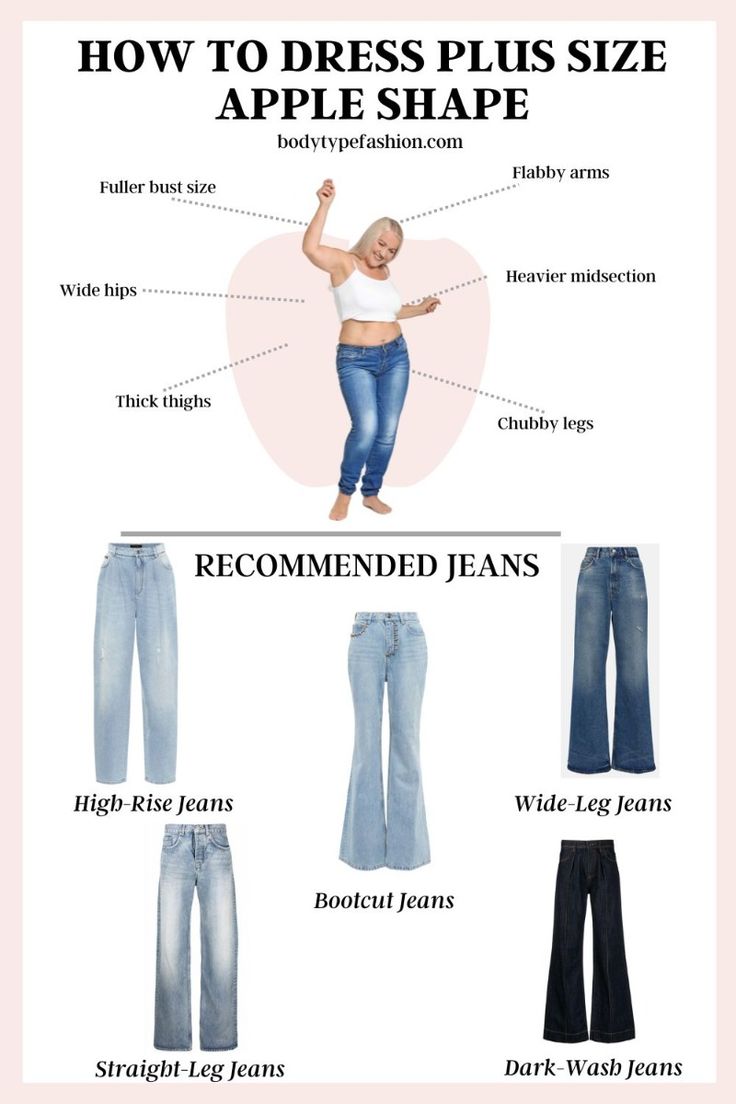 HOW TO DRESS PLUS SIZE
APPLE SHAPE
bodytypefashion.com
Fuller bust size
Flabby arms
Wide hips
Heavier midsection
Thick thighs
Chubby legs
RECOMMENDED JEANS
High-Rise Jeans
Wide-Leg Jeans
Bootcut Jeans
Straight-Leg Jeans
Dark-Wash Jeans